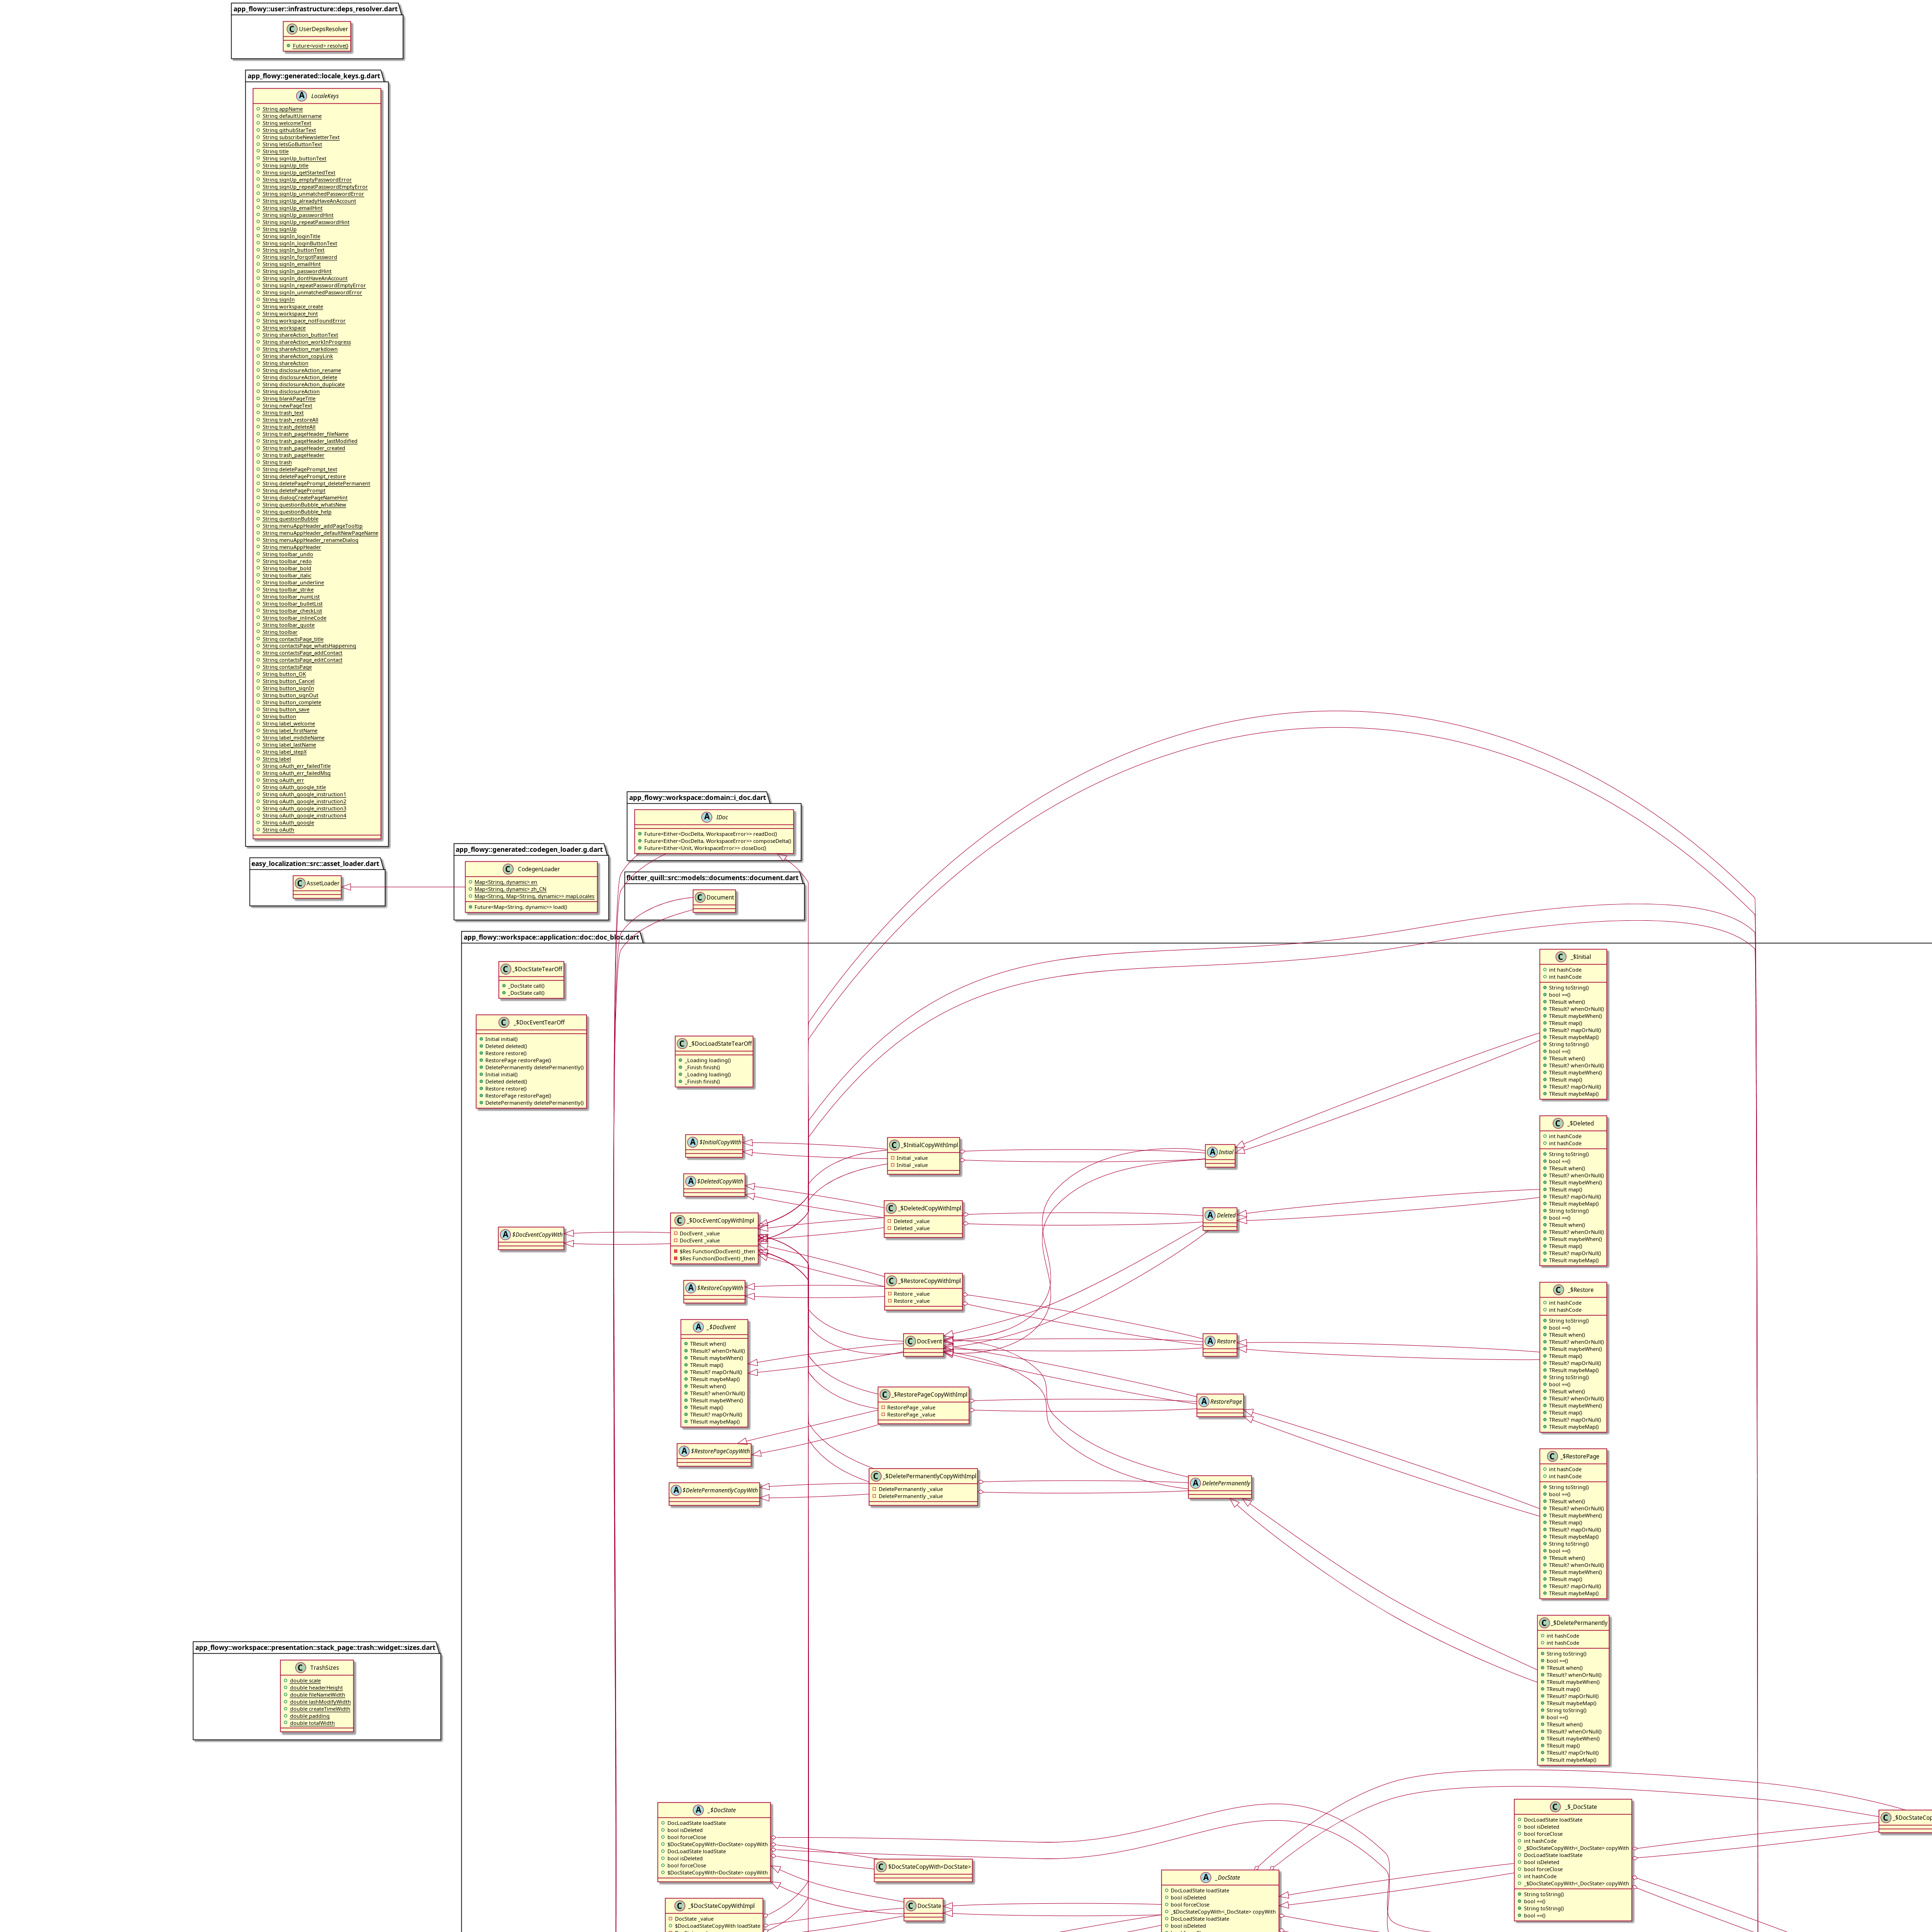 app_flowy::user::infrastructure::deps_resolver.dart
C UserDepsResolver
Future<void> resolve()
app_flowy::generated::locale_keys.g.dart
A LocaleKeys
String appName
String defaultUsername
String welcomeText
String githubStarText
String subscribeNewsletterText
String letsGoButtonText
String title
String signUp_buttonText
String signUp_title
String signUp_getStartedText
String signUp_emptyPasswordError
String signUp_repeatPasswordEmptyError
String signUp_unmatchedPasswordError
String signUp_alreadyHaveAnAccount
String signUp_emailHint
String signUp_passwordHint
String signUp_repeatPasswordHint
String signUp
String signIn_loginTitle
String signIn_loginButtonText
String signIn_buttonText
String signIn_forgotPassword
String signIn_emailHint
String signIn_passwordHint
String signIn_dontHaveAnAccount
String signIn_repeatPasswordEmptyError
String signIn_unmatchedPasswordError
String signIn
String workspace_create
String workspace_hint
String workspace_notFoundError
String workspace
String shareAction_buttonText
String shareAction_workInProgress
String shareAction_markdown
String shareAction_copyLink
String shareAction
String disclosureAction_rename
String disclosureAction_delete
String disclosureAction_duplicate
String disclosureAction
String blankPageTitle
String newPageText
String trash_text
String trash_restoreAll
String trash_deleteAll
String trash_pageHeader_fileName
String trash_pageHeader_lastModified
String trash_pageHeader_created
String trash_pageHeader
String trash
String deletePagePrompt_text
String deletePagePrompt_restore
String deletePagePrompt_deletePermanent
String deletePagePrompt
String dialogCreatePageNameHint
String questionBubble_whatsNew
String questionBubble_help
String questionBubble
String menuAppHeader_addPageTooltip
String menuAppHeader_defaultNewPageName
String menuAppHeader_renameDialog
String menuAppHeader
String toolbar_undo
String toolbar_redo
String toolbar_bold
String toolbar_italic
String toolbar_underline
String toolbar_strike
String toolbar_numList
String toolbar_bulletList
String toolbar_checkList
String toolbar_inlineCode
String toolbar_quote
String toolbar
String contactsPage_title
String contactsPage_whatsHappening
String contactsPage_addContact
String contactsPage_editContact
String contactsPage
String button_OK
String button_Cancel
String button_signIn
String button_signOut
String button_complete
String button_save
String button
String label_welcome
String label_firstName
String label_middleName
String label_lastName
String label_stepX
String label
String oAuth_err_failedTitle
String oAuth_err_failedMsg
String oAuth_err
String oAuth_google_title
String oAuth_google_instruction1
String oAuth_google_instruction2
String oAuth_google_instruction3
String oAuth_google_instruction4
String oAuth_google
String oAuth
app_flowy::workspace::domain::i_doc.dart
A IDoc
Future<Either<DocDelta, WorkspaceError>> readDoc()
Future<Either<DocDelta, WorkspaceError>> composeDelta()
Future<Either<Unit, WorkspaceError>> closeDoc()
app_flowy::generated::codegen_loader.g.dart
C CodegenLoader
Map<String, dynamic> en
Map<String, dynamic> zh_CN
Map<String, Map<String, dynamic>> mapLocales
Future<Map<String, dynamic>> load()
easy_localization::src::asset_loader.dart
C AssetLoader
flutter_quill::src::models::documents::document.dart
C Document
app_flowy::workspace::application::doc::doc_bloc.dart
C _$DocStateTearOff
_DocState call()
_DocState call()
C _$DocEventTearOff
Initial initial()
Deleted deleted()
Restore restore()
RestorePage restorePage()
DeletePermanently deletePermanently()
Initial initial()
Deleted deleted()
Restore restore()
RestorePage restorePage()
DeletePermanently deletePermanently()
C _$DocLoadStateTearOff
_Loading loading()
_Finish finish()
_Loading loading()
_Finish finish()
C _$Initial
int hashCode
int hashCode
String toString()
bool ==()
TResult when()
TResult? whenOrNull()
TResult maybeWhen()
TResult map()
TResult? mapOrNull()
TResult maybeMap()
String toString()
bool ==()
TResult when()
TResult? whenOrNull()
TResult maybeWhen()
TResult map()
TResult? mapOrNull()
TResult maybeMap()
A $InitialCopyWith
C _$InitialCopyWithImpl
Initial _value
Initial _value
A Initial
C _$Deleted
int hashCode
int hashCode
String toString()
bool ==()
TResult when()
TResult? whenOrNull()
TResult maybeWhen()
TResult map()
TResult? mapOrNull()
TResult maybeMap()
String toString()
bool ==()
TResult when()
TResult? whenOrNull()
TResult maybeWhen()
TResult map()
TResult? mapOrNull()
TResult maybeMap()
A $DeletedCopyWith
C _$DeletedCopyWithImpl
Deleted _value
Deleted _value
A Deleted
A $DocEventCopyWith
C _$DocEventCopyWithImpl
DocEvent _value
DocEvent _value
$Res Function(DocEvent) _then
$Res Function(DocEvent) _then
A $RestoreCopyWith
C _$RestoreCopyWithImpl
Restore _value
Restore _value
C _$Restore
int hashCode
int hashCode
String toString()
bool ==()
TResult when()
TResult? whenOrNull()
TResult maybeWhen()
TResult map()
TResult? mapOrNull()
TResult maybeMap()
String toString()
bool ==()
TResult when()
TResult? whenOrNull()
TResult maybeWhen()
TResult map()
TResult? mapOrNull()
TResult maybeMap()
A _$DocEvent
TResult when()
TResult? whenOrNull()
TResult maybeWhen()
TResult map()
TResult? mapOrNull()
TResult maybeMap()
TResult when()
TResult? whenOrNull()
TResult maybeWhen()
TResult map()
TResult? mapOrNull()
TResult maybeMap()
C DocEvent
A Restore
C _$RestorePageCopyWithImpl
RestorePage _value
RestorePage _value
A RestorePage
A $RestorePageCopyWith
C _$RestorePage
int hashCode
int hashCode
String toString()
bool ==()
TResult when()
TResult? whenOrNull()
TResult maybeWhen()
TResult map()
TResult? mapOrNull()
TResult maybeMap()
String toString()
bool ==()
TResult when()
TResult? whenOrNull()
TResult maybeWhen()
TResult map()
TResult? mapOrNull()
TResult maybeMap()
A $DeletePermanentlyCopyWith
C _$DeletePermanentlyCopyWithImpl
DeletePermanently _value
DeletePermanently _value
A DeletePermanently
C _$DeletePermanently
int hashCode
int hashCode
String toString()
bool ==()
TResult when()
TResult? whenOrNull()
TResult maybeWhen()
TResult map()
TResult? mapOrNull()
TResult maybeMap()
String toString()
bool ==()
TResult when()
TResult? whenOrNull()
TResult maybeWhen()
TResult map()
TResult? mapOrNull()
TResult maybeMap()
app_flowy::workspace::presentation::stack_page::trash::widget::sizes.dart
C TrashSizes
double scale
double headerHeight
double fileNameWidth
double lashModifyWidth
double createTimeWidth
double padding
double totalWidth
A _$DocState
DocLoadState loadState
bool isDeleted
bool forceClose
$DocStateCopyWith<DocState> copyWith
DocLoadState loadState
bool isDeleted
bool forceClose
$DocStateCopyWith<DocState> copyWith
C $DocStateCopyWith<DocState>
C _$_DocState
DocLoadState loadState
bool isDeleted
bool forceClose
int hashCode
_$DocStateCopyWith<_DocState> copyWith
DocLoadState loadState
bool isDeleted
bool forceClose
int hashCode
_$DocStateCopyWith<_DocState> copyWith
String toString()
bool ==()
String toString()
bool ==()
C _$DocStateCop
A _DocState
DocLoadState loadState
bool isDeleted
bool forceClose
_$DocStateCopyWith<_DocState> copyWith
DocLoadState loadState
bool isDeleted
C _$DocStateCopyWithImpl
DocState _value
$DocLoadStateCopyWith loadState
C DocState